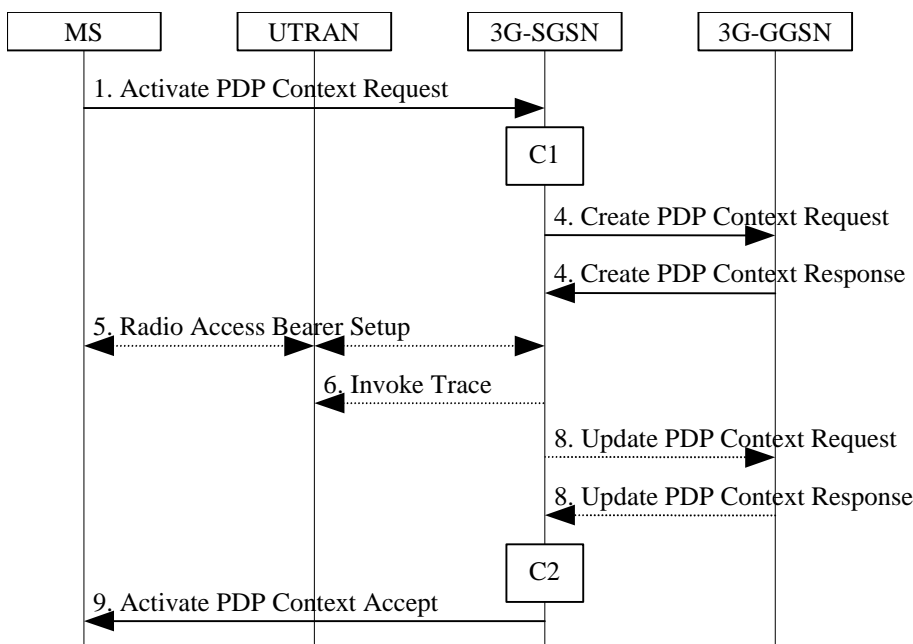 MS UTRAN 3G-SGSN 3G-GGSN
1. Activate PDP Context Request
C1
4. Create PDP Context Request
4. Create PDP Context Response
5. Radio Access Bearer Setup
6. Invoke Trace
8. Update PDP Context Request
8. Update PDP Context Response
C2
9. Activate PDP Context Accept